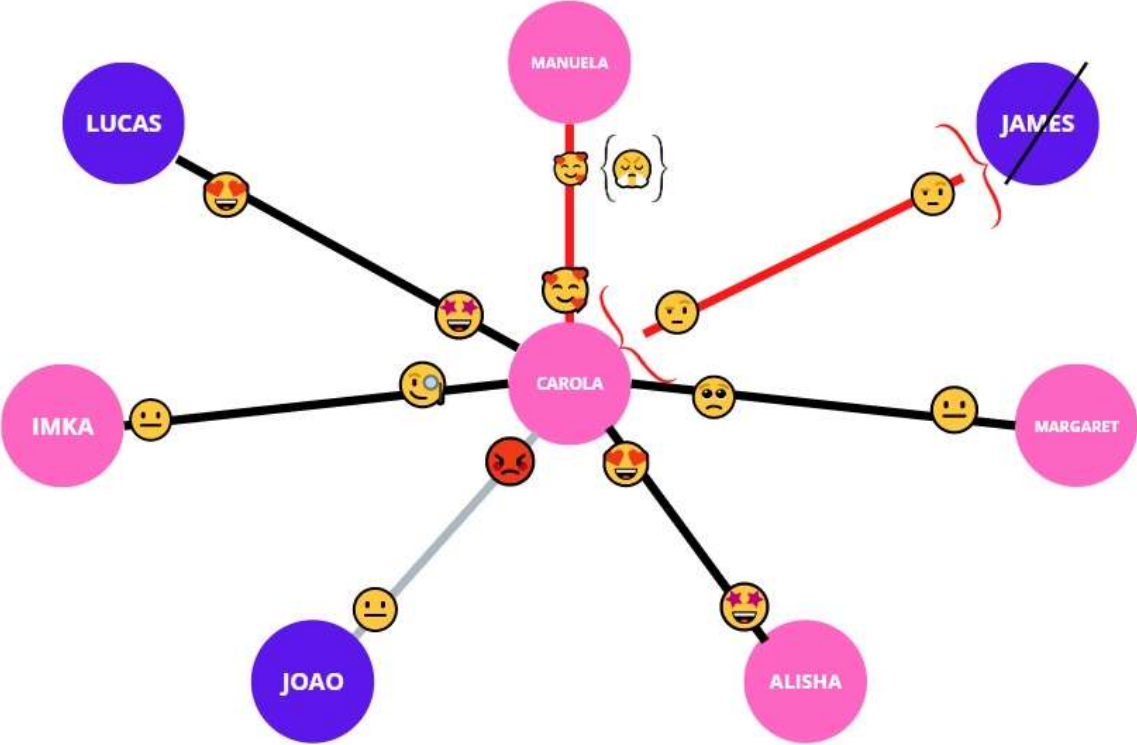 MANUELA
LUCAS
JAMES
CAROLA
IMKA
MARGARET
JOAO
ALISHA